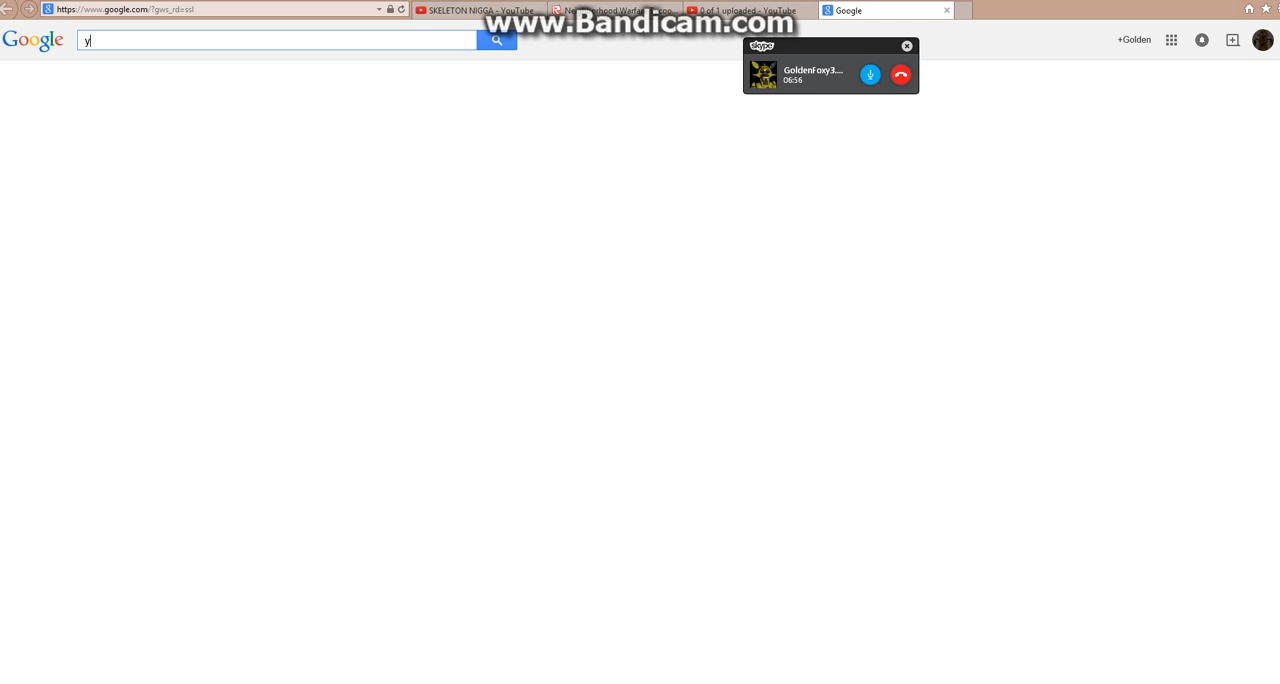 https://www.google.com/?gws_rd=ssl
SKELETON NIGGA - YouTube
0 of 1 uploaded - YouTube
Google
www.Bandicam.com
Google
y
skype
GoldenFoxy3....
06:56
+Golden